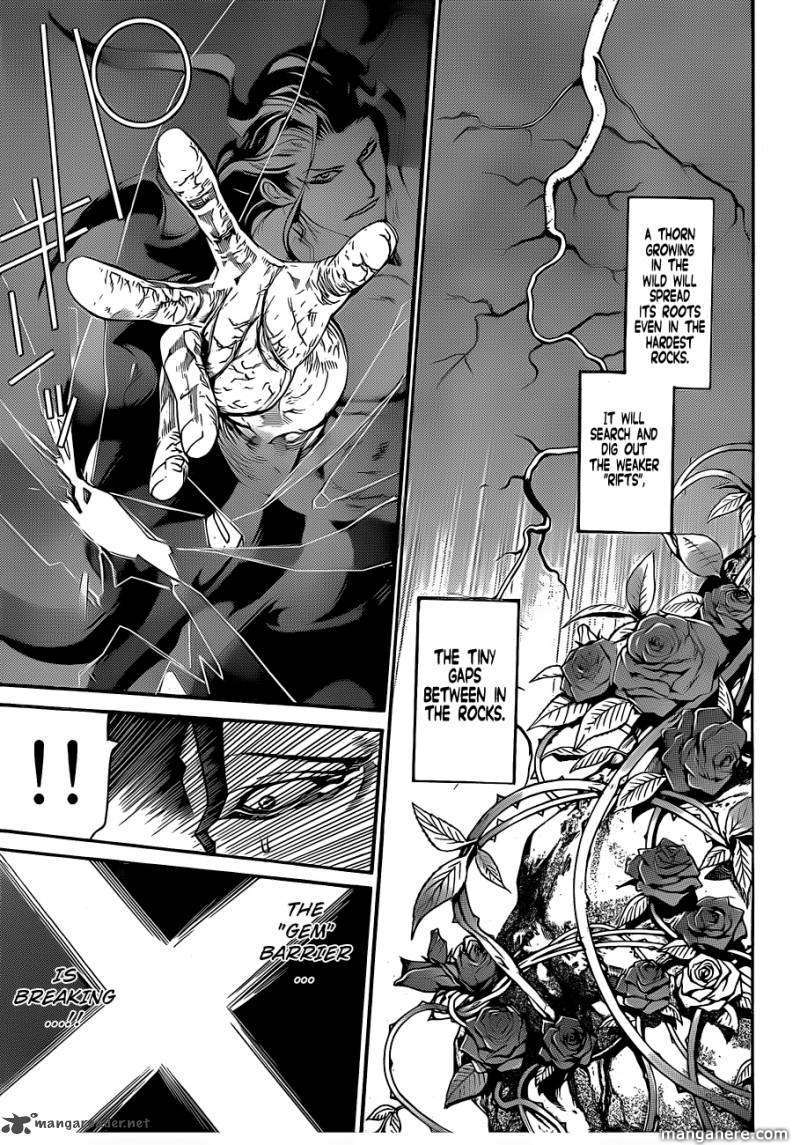 A THORN
GROWING
IN THE
WILD WILL
SPREAD
ITS ROOTS
EVEN IN THE
HARDEST
ROCKS.
IT WILL
SEARCH AND
DIG OUT
THE WEAKER
"RIFTS",
THE TINY
GAPS
BETWEEN IN
THE ROCKS.
!!
THE
"GEM"
BARRIER
...
IS
BREAKING
...!!
mangareader.net
mangahere.com